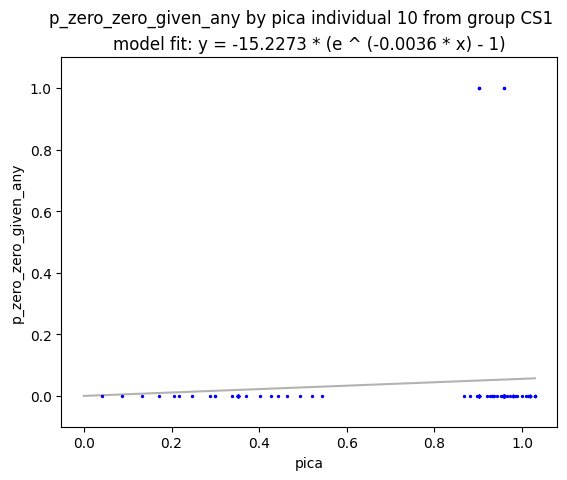 p_zero_zero_given_any by pica individual 10 from group CS1
model fit: y = -15.2273 * (e ^ (-0.0036 * x) - 1)
1.0
0.8
0.6
0.4
0.2
0.0
p_zero_zero_given_any
0.0 0.2 0.4 0.6 0.8 1.0
pica